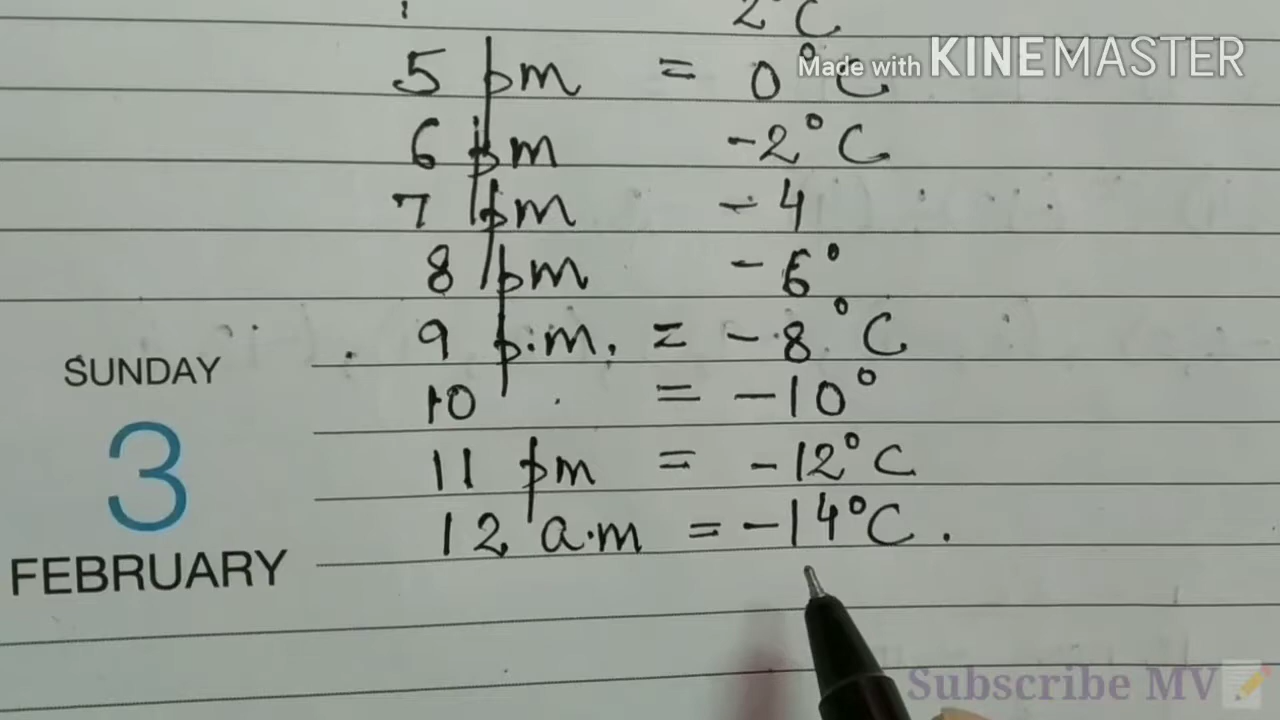 2°C
5 pm = 0°C
Made with KINEMASTER
6 pm -2°C
7 pm - 4
8 pm - 6°
9 p.m. = - 8°C
10 = -10°
11 pm = -12°C
12 a.m = -14°C.
SUNDAY
3
FEBRUARY
Subscribe MV